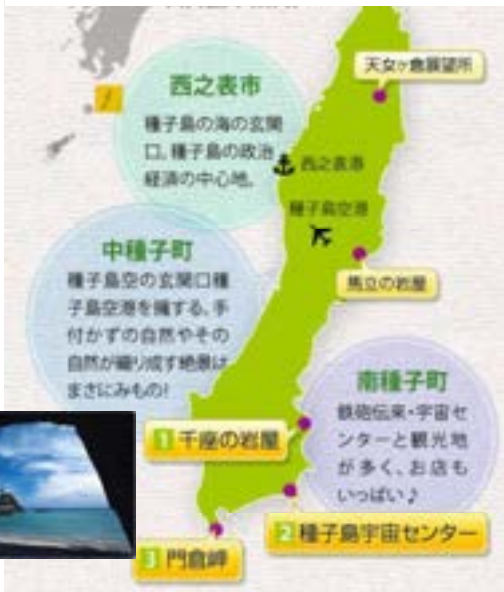 天女ヶ倉展望所
西之表市
種子島の海の玄関
口。種子島の政治
経済の中心地。
西之表港
種子島空港
中種子町
種子島空の玄関口種
子島空港を擁する。手
付かずの自然やその
自然が織り成す絶景は
まさにみもの!
馬立の岩屋
南種子町
鉄砲伝来・宇宙セ
ンターと観光地
が多く、お店も
いっぱい♪
1 千座の岩屋
2 種子島宇宙センター
3 門倉岬